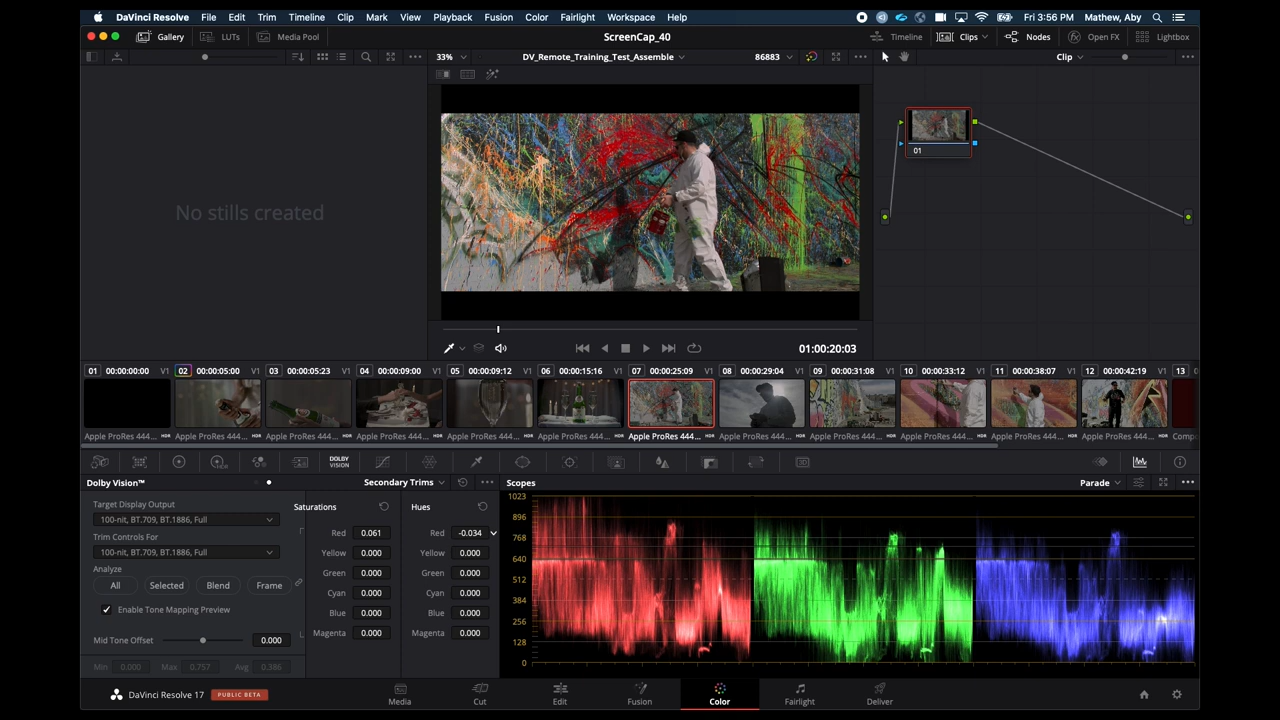 DaVinci Resolve File Edit Trim Timeline Clip Mark View Playback Fusion Color Fairlight Workspace Help Fri 3:56 PM Mathew, Aby
Gallery LUTs Media Pool ScreenCap_40 Timeline Clips Nodes Open FX Lightbox
33% DV_Remote_Training_Test_Assemble 86883 Clip
01
No stills created
01:00:20:03
01 00:00:00:00 V1 02 00:00:05:00 V1 03 00:00:05:23 V1 04 00:00:09:00 V1 05 00:00:09:12 V1 06 00:00:15:16 V1 07 00:00:25:09 V1 08 00:00:29:04 V1 09 00:00:31:08 V1 10 00:00:33:12 V1 11 00:00:38:07 V1 12 00:00:42:19 V1 13
Apple ProRes 444... HDR Apple ProRes 444... HDR Apple ProRes 444... HDR Apple ProRes 444... HDR Apple ProRes 444... HDR Apple ProRes 444... HDR Apple ProRes 444... HDR Apple ProRes 444... HDR Apple ProRes 444... HDR Apple ProRes 444... HDR Apple ProRes 444... HDR Apple ProRes 444... HDR Comp
DOLBY
VISION
Dolby Vision™ Secondary Trims Scopes Parade
Target Display Output Saturations Hues
100-nit, BT.709, BT.1886, Full
Trim Controls For Red 0.061 Red -0.034
100-nit, BT.709, BT.1886, Full Yellow 0.000 Yellow 0.000
Analyze Green 0.000 Green 0.000
All Selected Blend Frame Cyan 0.000 Cyan 0.000
Enable Tone Mapping Preview Blue 0.000 Blue 0.000
Mid Tone Offset 0.000 Magenta 0.000 Magenta 0.000
Min 0.000 Max 0.757 Avg 0.386
1023
896
768
640
512
384
256
128
0
DaVinci Resolve 17 PUBLIC BETA Media Cut Edit Fusion Color Fairlight Deliver